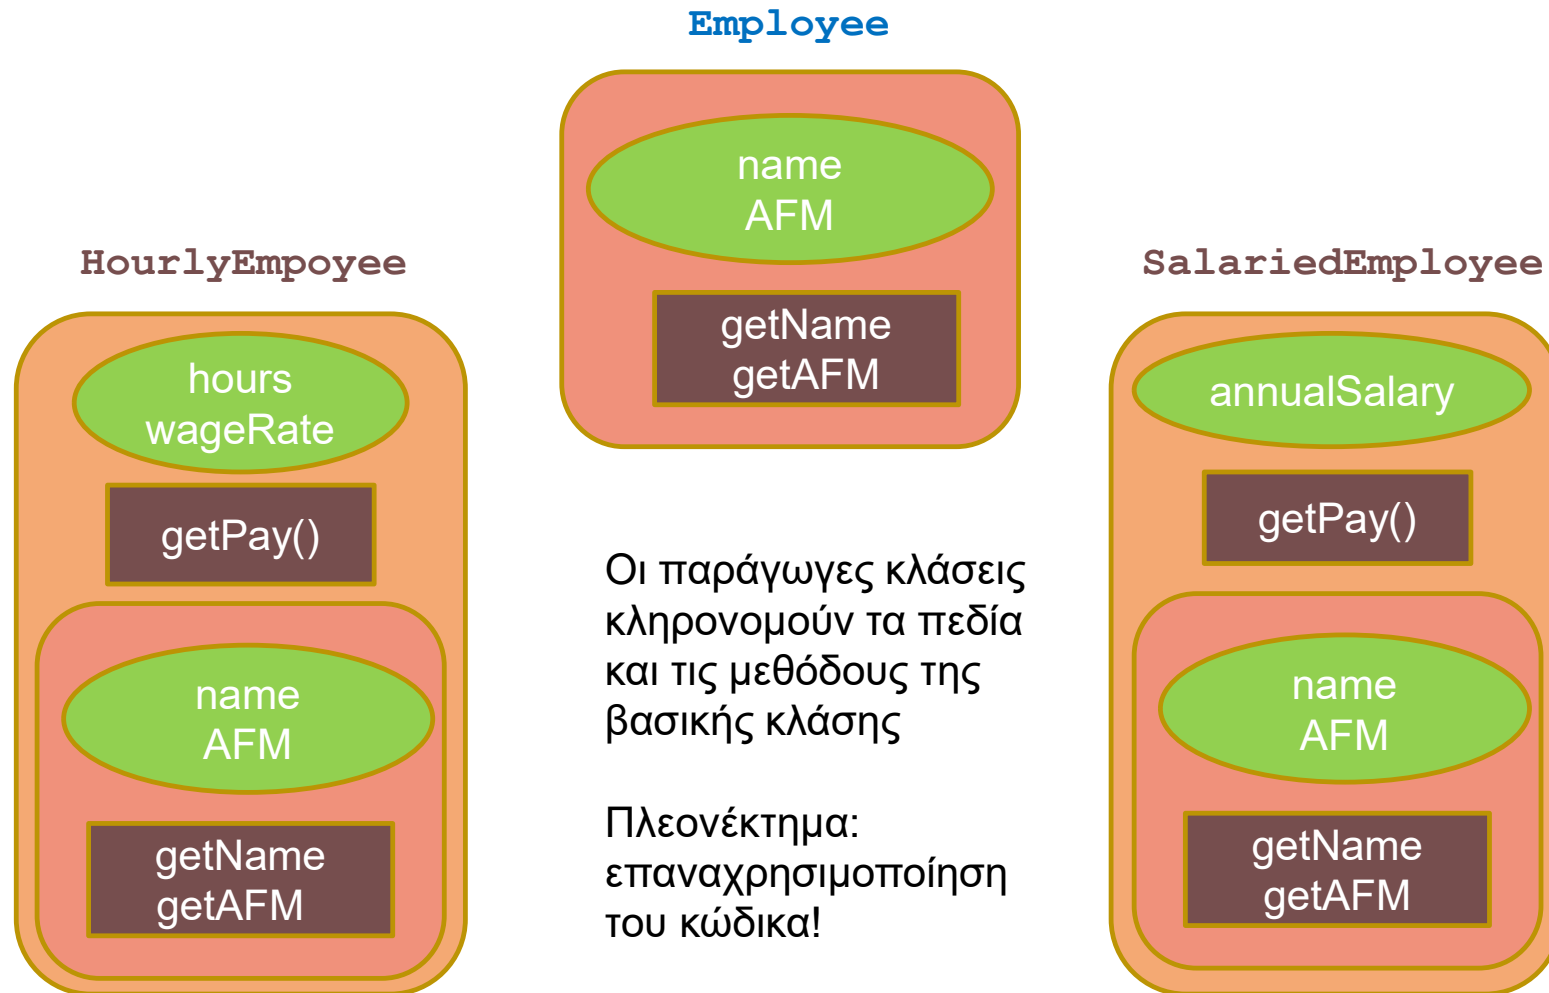 Employee
name
AFM
getName
getAFM
HourlyEmpoyee
hours
wageRate
getPay()
name
AFM
getName
getAFM
Οι παράγωγες κλάσεις
κληρονομούν τα πεδία
και τις μεθόδους της
βασικής κλάσης
Πλεονέκτημα:
επαναχρησιμοποίηση
του κώδικα!
SalariedEmployee
annualSalary
getPay()
name
AFM
getName
getAFM